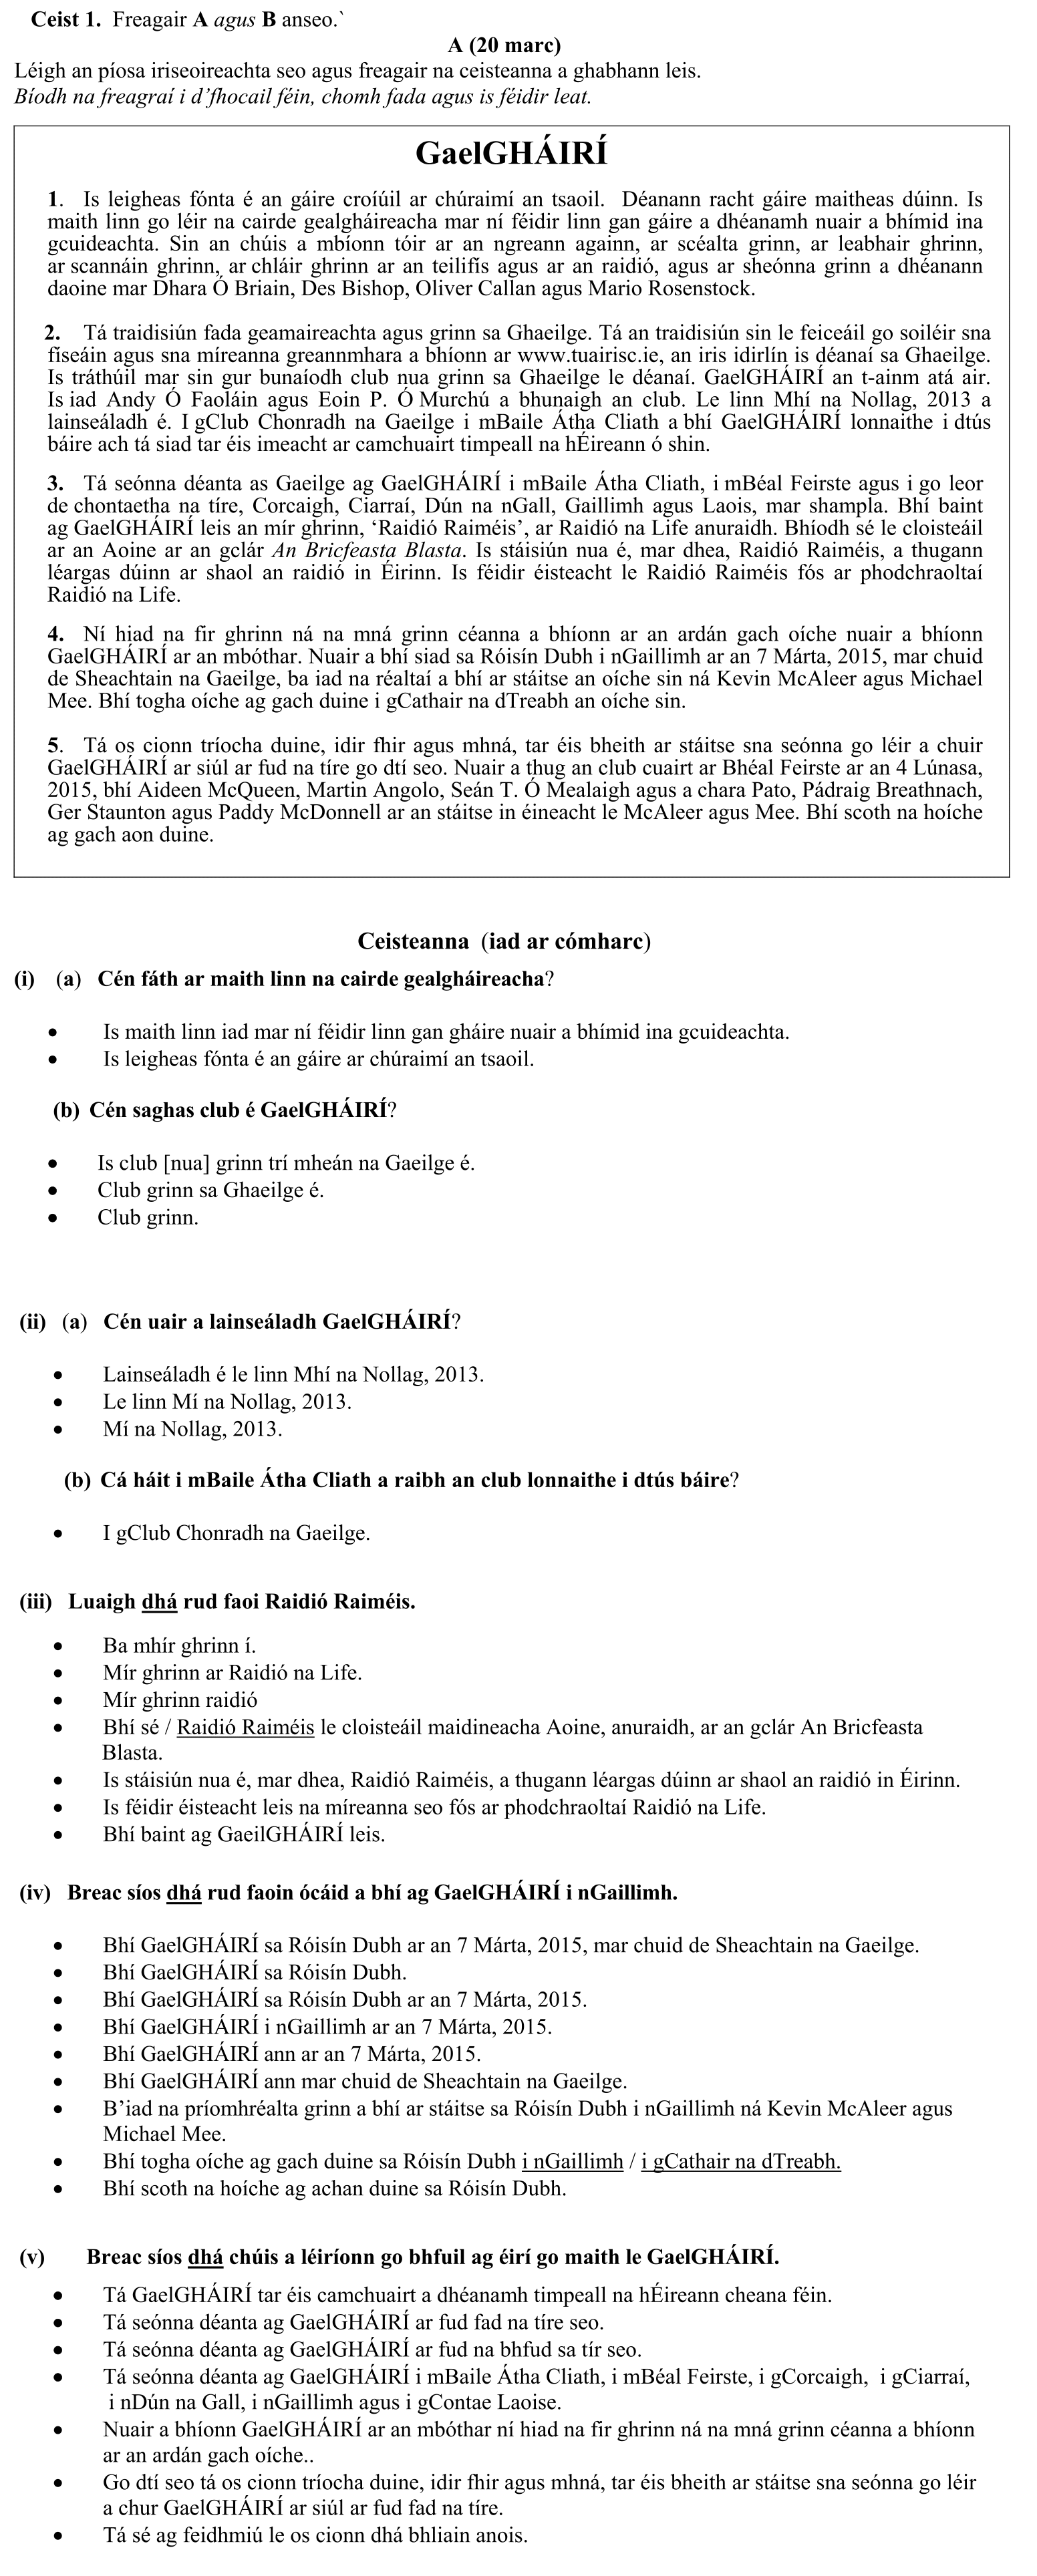 Ceist 1. Freagair A agus B anseo.`
A (20 marc)
Léigh an píosa iriseoireachta seo agus freagair na ceisteanna a ghabhann leis.
Bíodh na freagraí i d’fhocail féin, chomh fada agus is féidir leat.
GaelGHÁIRÍ
1. Is leigheas fónta é an gáire croíúil ar chúraimí an tsaoil. Déanann racht gáire maitheas dúinn. Is
maith linn go léir na cairde gealgháireacha mar ní féidir linn gan gáire a dhéanamh nuair a bhímid ina
gcuideachta. Sin an chúis a mbíonn tóir ar an ngreann againn, ar scéalta grinn, ar leabhair ghrinn,
ar scannáin ghrinn, ar chláir ghrinn ar an teilifís agus ar an raidió, agus ar sheónna grinn a dhéanann
daoine mar Dhara Ó Briain, Des Bishop, Oliver Callan agus Mario Rosenstock.
2. Tá traidisiún fada geamaireachta agus grinn sa Ghaeilge. Tá an traidisiún sin le feiceáil go soiléir sna
físeáin agus sna míreanna greannmhara a bhíonn ar www.tuairisc.ie, an iris idirlín is déanaí sa Ghaeilge.
Is tráthúil mar sin gur bunaíodh club nua grinn sa Ghaeilge le déanaí. GaelGHÁIRÍ an t-ainm atá air.
Is iad Andy Ó Faoláin agus Eoin P. Ó Murchú a bhunaigh an club. Le linn Mhí na Nollag, 2013 a
lainseáladh é. I gClub Chonradh na Gaeilge i mBaile Átha Cliath a bhí GaelGHÁIRÍ lonnaithe i dtús
báire ach tá siad tar éis imeacht ar camchuairt timpeall na hÉireann ó shin.
3. Tá seónna déanta as Gaeilge ag GaelGHÁIRÍ i mBaile Átha Cliath, i mBéal Feirste agus i go leor
de chontaetha na tíre, Corcaigh, Ciarraí, Dún na nGall, Gaillimh agus Laois, mar shampla. Bhí baint
ag GaelGHÁIRÍ leis an mír ghrinn, ‘Raidió Raiméis’, ar Raidió na Life anuraidh. Bhíodh sé le cloisteáil
ar an Aoine ar an gclár An Bricfeasta Blasta. Is stáisiún nua é, mar dhea, Raidió Raiméis, a thugann
léargas dúinn ar shaol an raidió in Éirinn. Is féidir éisteacht le Raidió Raiméis fós ar phodchraoltaí
Raidió na Life.
4. Ní hiad na fir ghrinn ná na mná grinn céanna a bhíonn ar an ardán gach oíche nuair a bhíonn
GaelGHÁIRÍ ar an mbóthar. Nuair a bhí siad sa Róisín Dubh i nGaillimh ar an 7 Márta, 2015, mar chuid
de Sheachtain na Gaeilge, ba iad na réaltaí a bhí ar stáitse an oíche sin ná Kevin McAleer agus Michael
Mee. Bhí togha oíche ag gach duine i gCathair na dTreabh an oíche sin.
5. Tá os cionn tríocha duine, idir fhir agus mhná, tar éis bheith ar stáitse sna seónna go léir a chuir
GaelGHÁIRÍ ar siúl ar fud na tíre go dtí seo. Nuair a thug an club cuairt ar Bhéal Feirste ar an 4 Lúnasa,
2015, bhí Aideen McQueen, Martin Angolo, Seán T. Ó Mealaigh agus a chara Pato, Pádraig Breathnach,
Ger Staunton agus Paddy McDonnell ar an stáitse in éineacht le McAleer agus Mee. Bhí scoth na hoíche
ag gach aon duine.
Ceisteanna (iad ar cómharc)
(i) (a) Cén fáth ar maith linn na cairde gealgháireacha?
• Is maith linn iad mar ní féidir linn gan gháire nuair a bhímid ina gcuideachta.
• Is leigheas fónta é an gáire ar chúraimí an tsaoil.
(b) Cén saghas club é GaelGHÁIRÍ?
• Is club [nua] grinn trí mheán na Gaeilge é.
• Club grinn sa Ghaeilge é.
• Club grinn.
(ii) (a) Cén uair a lainseáladh GaelGHÁIRÍ?
• Lainseáladh é le linn Mhí na Nollag, 2013.
• Le linn Mí na Nollag, 2013.
• Mí na Nollag, 2013.
(b) Cá háit i mBaile Átha Cliath a raibh an club lonnaithe i dtús báire?
• I gClub Chonradh na Gaeilge.
(iii) Luaigh dhá rud faoi Raidió Raiméis.
• Ba mhír ghrinn í.
• Mír ghrinn ar Raidió na Life.
• Mír ghrinn raidió
• Bhí sé / Raidió Raiméis le cloisteáil maidineacha Aoine, anuraidh, ar an gclár An Bricfeasta
Blasta.
• Is stáisiún nua é, mar dhea, Raidió Raiméis, a thugann léargas dúinn ar shaol an raidió in Éirinn.
• Is féidir éisteacht leis na míreanna seo fós ar phodchraoltaí Raidió na Life.
• Bhí baint ag GaeilGHÁIRÍ leis.
(iv) Breac síos dhá rud faoin ócáid a bhí ag GaelGHÁIRÍ i nGaillimh.
• Bhí GaelGHÁIRÍ sa Róisín Dubh ar an 7 Márta, 2015, mar chuid de Sheachtain na Gaeilge.
• Bhí GaelGHÁIRÍ sa Róisín Dubh.
• Bhí GaelGHÁIRÍ sa Róisín Dubh ar an 7 Márta, 2015.
• Bhí GaelGHÁIRÍ i nGaillimh ar an 7 Márta, 2015.
• Bhí GaelGHÁIRÍ ann ar an 7 Márta, 2015.
• Bhí GaelGHÁIRÍ ann mar chuid de Sheachtain na Gaeilge.
• B’iad na príomhréalta grinn a bhí ar stáitse sa Róisín Dubh i nGaillimh ná Kevin McAleer agus
Michael Mee.
• Bhí togha oíche ag gach duine sa Róisín Dubh i nGaillimh / i gCathair na dTreabh.
• Bhí scoth na hoíche ag achan duine sa Róisín Dubh.
(v) Breac síos dhá chúis a léiríonn go bhfuil ag éirí go maith le GaelGHÁIRÍ.
• Tá GaelGHÁIRÍ tar éis camchuairt a dhéanamh timpeall na hÉireann cheana féin.
• Tá seónna déanta ag GaelGHÁIRÍ ar fud fad na tíre seo.
• Tá seónna déanta ag GaelGHÁIRÍ ar fud na bhfud sa tír seo.
• Tá seónna déanta ag GaelGHÁIRÍ i mBaile Átha Cliath, i mBéal Feirste, i gCorcaigh, i gCiarraí,
i nDún na Gall, i nGaillimh agus i gContae Laoise.
• Nuair a bhíonn GaelGHÁIRÍ ar an mbóthar ní hiad na fir ghrinn ná na mná grinn céanna a bhíonn
ar an ardán gach oíche..
• Go dtí seo tá os cionn tríocha duine, idir fhir agus mhná, tar éis bheith ar stáitse sna seónna go léir
a chur GaelGHÁIRÍ ar siúl ar fud fad na tíre.
• Tá sé ag feidhmiú le os cionn dhá bhliain anois.